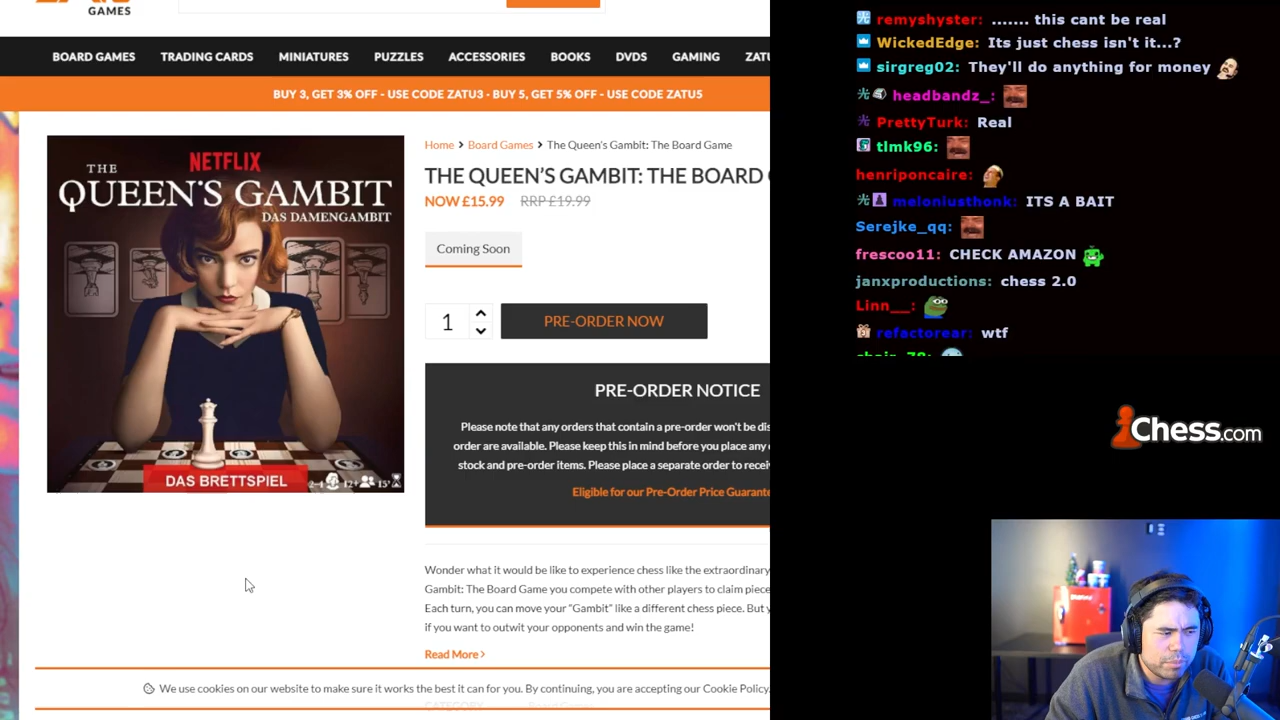 GAMES
BOARD GAMES TRADING CARDS MINIATURES PUZZLES ACCESSORIES BOOKS DVDS GAMING ZATU
BUY 3, GET 3% OFF - USE CODE ZATU3 - BUY 5, GET 5% OFF - USE CODE ZATU5
NETFLIX
THE
QUEEN'S GAMBIT
DAS DAMENGAMBIT
DAS BRETTSPIEL
2-4 12+ 15'
Home > Board Games > The Queen's Gambit: The Board Game
THE QUEEN'S GAMBIT: THE BOARD
NOW £15.99 RRP £19.99
Coming Soon
1 PRE-ORDER NOW
PRE-ORDER NOTICE
Please note that any orders that contain a pre-order won't be dis
order are available. Please keep this in mind before you place any
stock and pre-order items. Please place a separate order to receiv
Eligible for our Pre-Order Price Guarante
Wonder what it would be like to experience chess like the extraordinary
Gambit: The Board Game you compete with other players to claim piece
Each turn, you can move your "Gambit" like a different chess piece. But y
if you want to outwit your opponents and win the game!
Read More >
We use cookies on our website to make sure it works the best it can for you. By continuing, you are accepting our Cookie Policy.
CATEGORY Board Games
remyshyster: ....... this cant be real
WickedEdge: Its just chess isn't it...?
sirgreg02: They'll do anything for money
headbandz_:
PrettyTurk: Real
tlmk96:
henriponcaire:
meloniusthonk: ITS A BAIT
Serejke_qq:
frescoo11: CHECK AMAZON
janxproductions: chess 2.0
Linn__:
refactorear: wtf
Chess.com